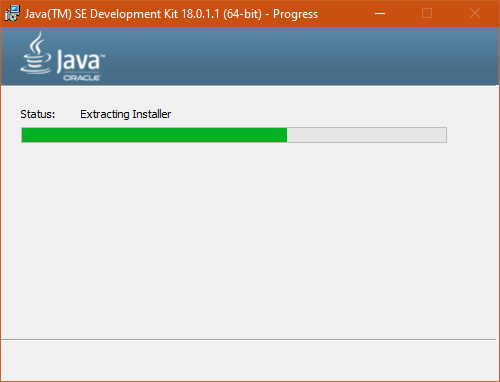 Java(TM) SE Development Kit 18.0.1.1 (64-bit) - Progress
Java
ORACLE
Status: Extracting Installer